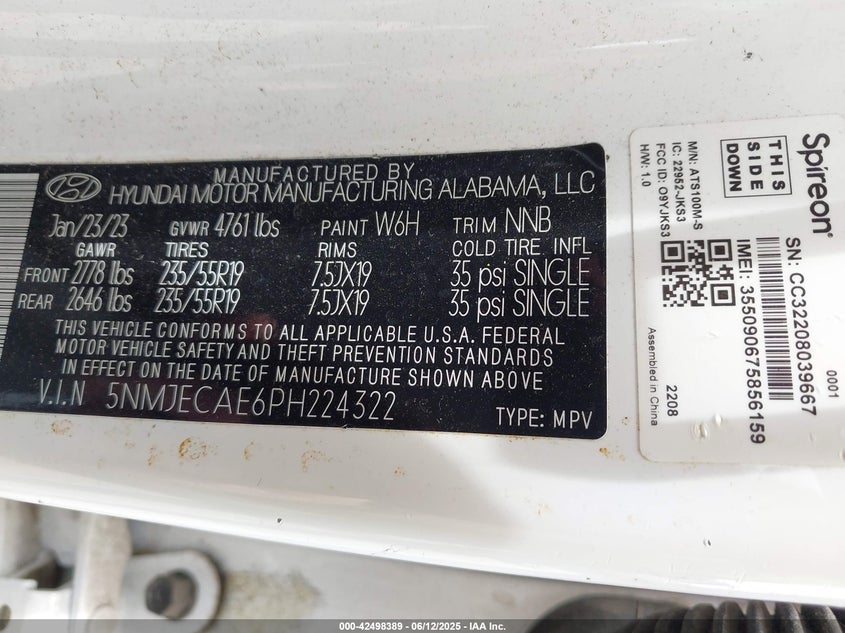 MANUFACTURED BY
HYUNDAI MOTOR MANUFACTURING ALABAMA, LLC
Jan/23/23 GVWR 4761 lbs PAINT W6H TRIM NNB
GAWR TIRES RIMS COLD TIRE. INFL
FRONT 2778 lbs 235/55R19 7.5JX19 35 psi SINGLE
REAR 2646 lbs 235/55R19 7.5JX19 35 psi SINGLE
THIS VEHICLE CONFORMS TO ALL APPLICABLE U.S.A. FEDERAL
MOTOR VEHICLE SAFETY AND THEFT PREVENTION STANDARDS
IN EFFECT ON THE DATE OF MANUFACTURE SHOWN ABOVE.
V.I.N 5NMJECAE6PH224322 TYPE: MPV
Spireon®
THIS
SIDE
DOWN
M/N: ATS100M-S
IC: 22952-JKS3
FCC ID: O9YJKS3
H/W: 1.0
SN: CC32208039667
0001
IMEI: 355090675856159
2208
Assembled in China
000-42498389 - 06/12/2025 - IAA Inc.